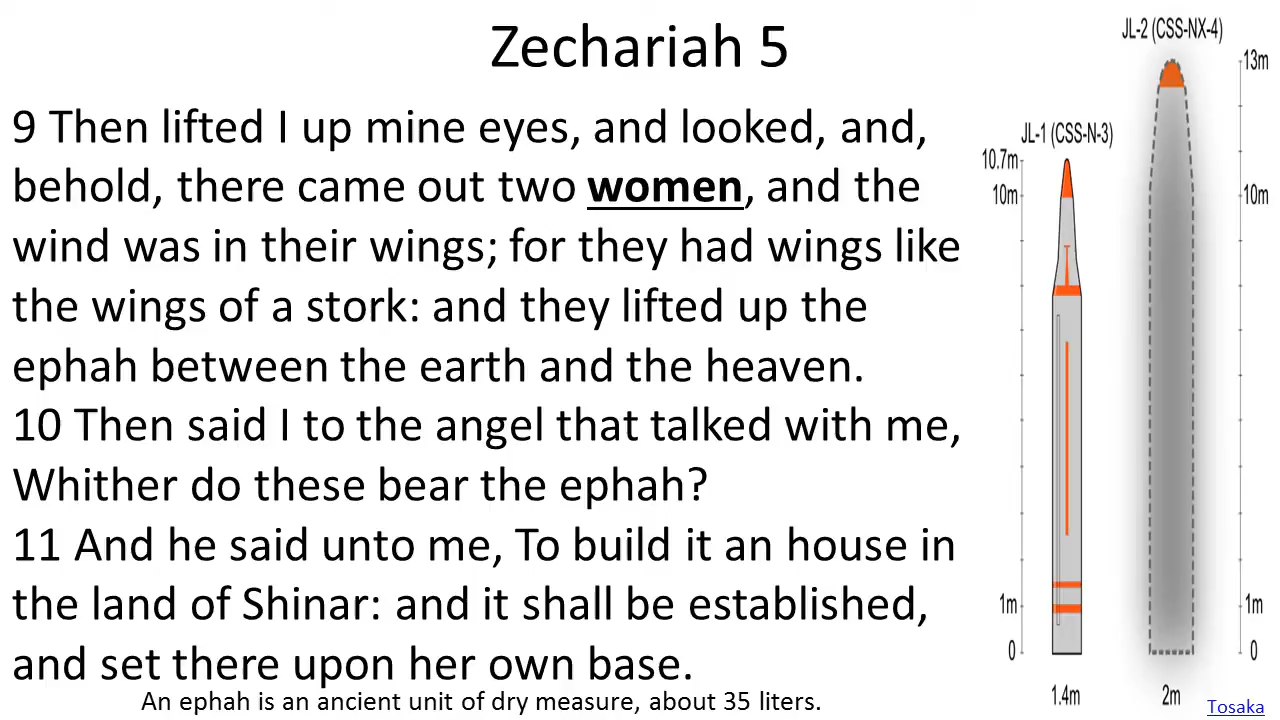 Zechariah 5
9 Then lifted I up mine eyes, and looked, and,
behold, there came out two women, and the
wind was in their wings; for they had wings like
the wings of a stork: and they lifted up the
ephah between the earth and the heaven.
10 Then said I to the angel that talked with me,
Whither do these bear the ephah?
11 And he said unto me, To build it an house in
the land of Shinar: and it shall be established,
and set there upon her own base.
An ephah is an ancient unit of dry measure, about 35 liters.
JL-2 (CSS-NX-4)
13m
JL-1 (CSS-N-3)
10.7m
10m
10m
1m
1m
0
0
1.4m
2m
Tosaka